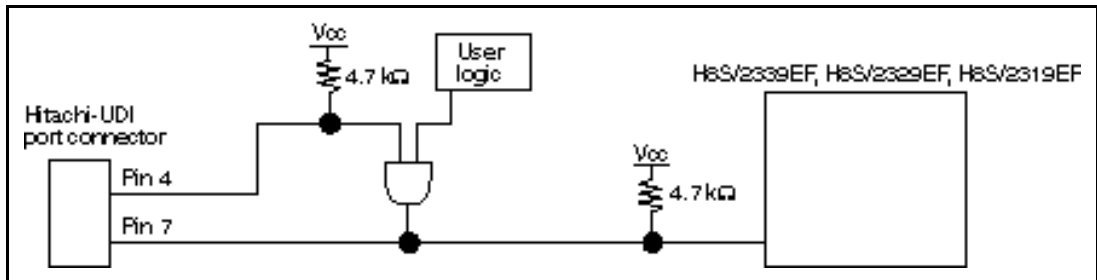 Vcc
4.7 kΩ
User
logic
H8S/2339EF, H8S/2329EF, H8S/2319EF
Hitachi-UDI
port connector
Pin 4
Vcc
4.7 kΩ
Pin 7